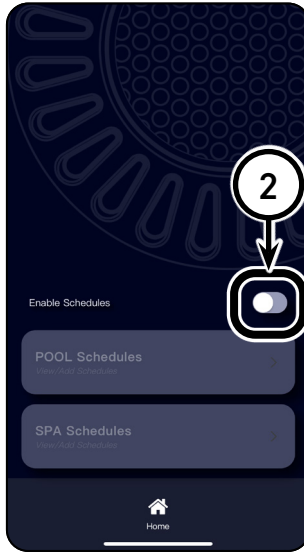 2
Enable Schedules
POOL Schedules
View/Add Schedules
SPA Schedules
View/Add Schedules
Home